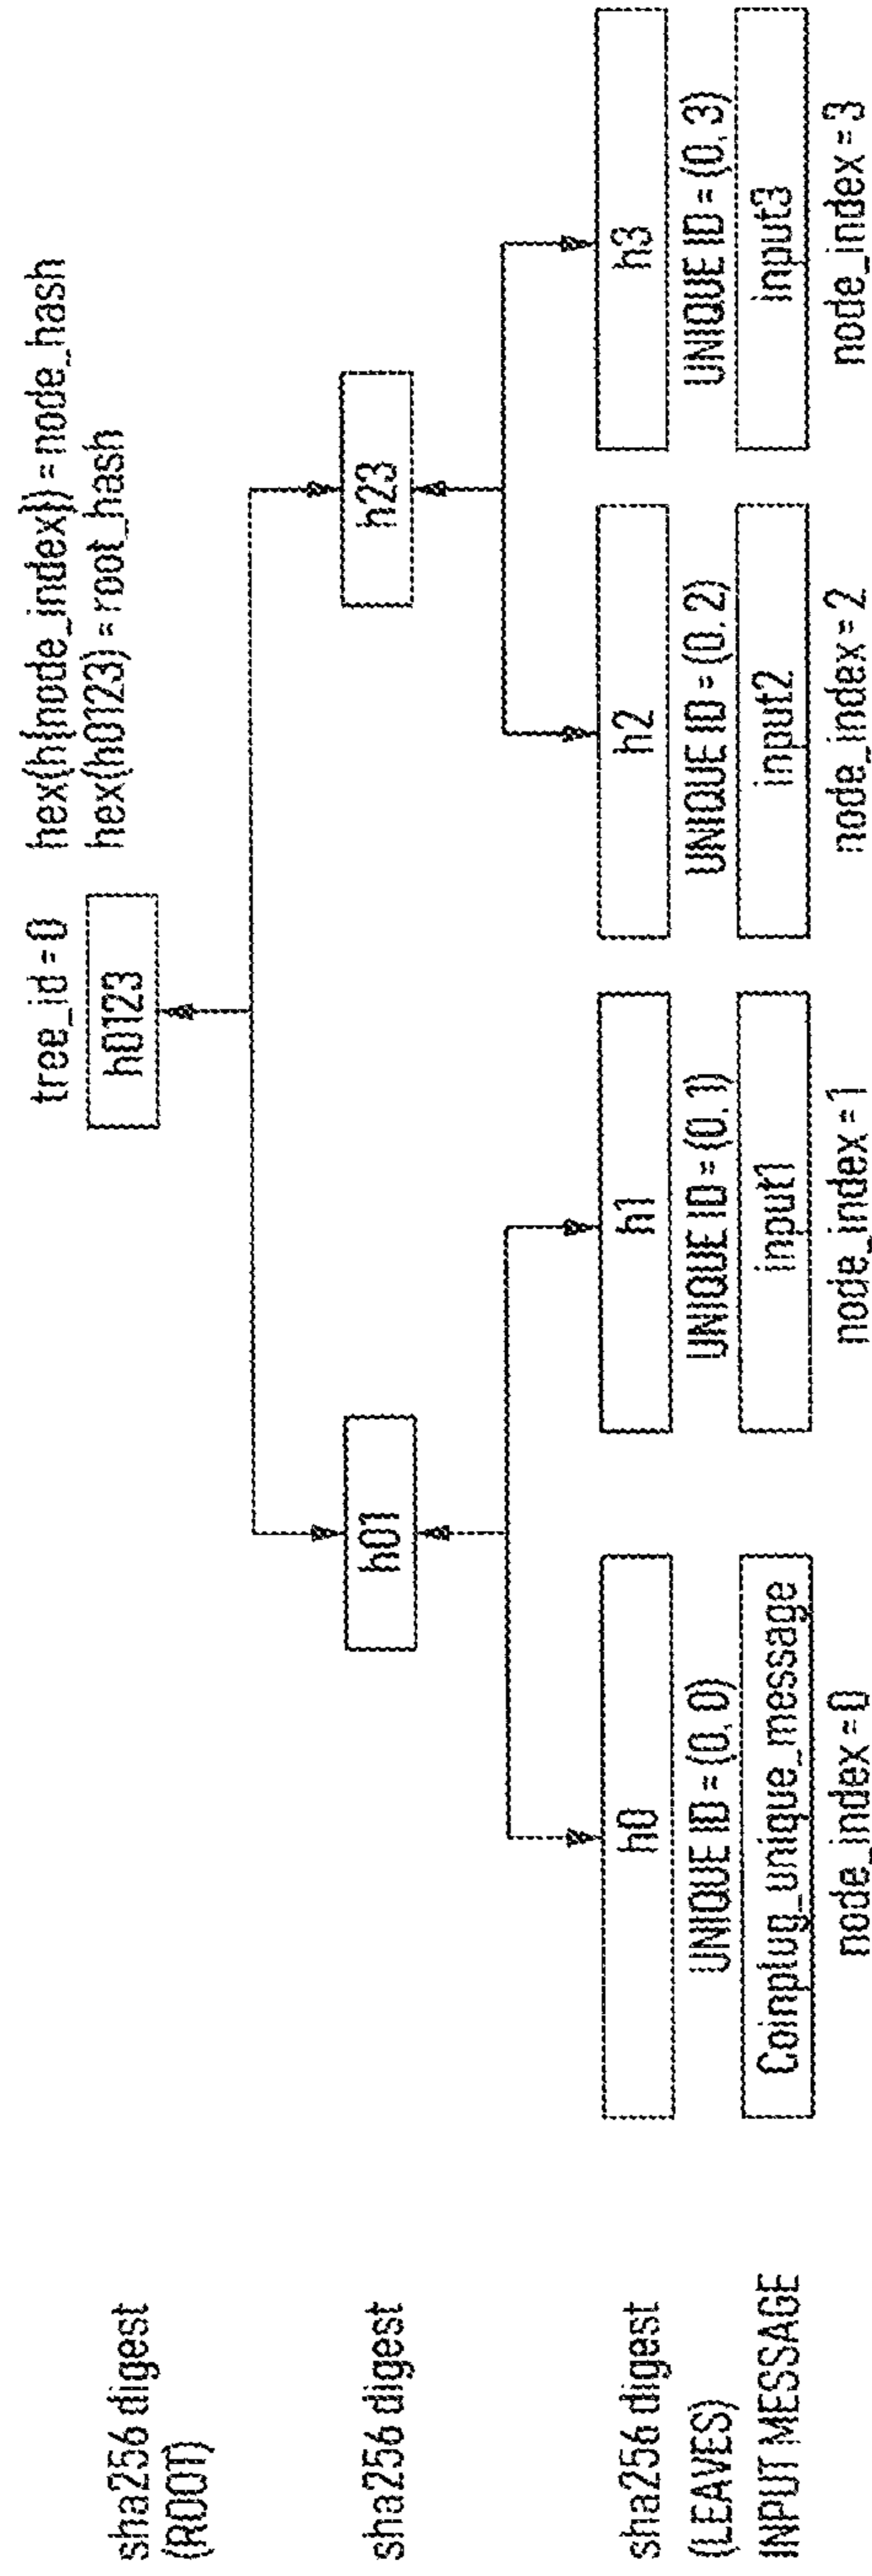 tree_id = 0
hex(h{node_index}) = node_hash
hex(h0123) = root_hash
sha256 digest
(ROOT)
h0123
sha256 digest
h01
h23
sha256 digest
(LEAVES)
h0
h1
h2
h3
UNIQUE ID = (0, 0)
UNIQUE ID = (0, 1)
UNIQUE ID = (0, 2)
UNIQUE ID = (0, 3)
INPUT MESSAGE
Coinplug_unique_message
input1
input2
input3
node_index = 0
node_index = 1
node_index = 2
node_index = 3